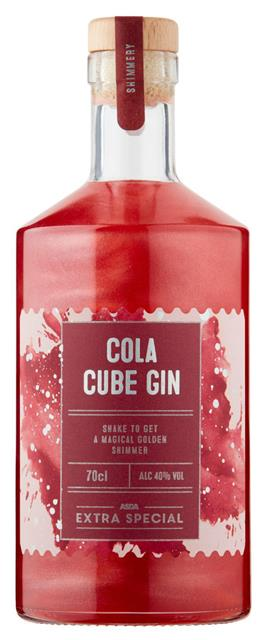 SHIMMERY
COLA
CUBE GIN
SHAKE TO GET
A MAGICAL GOLDEN
SHIMMER
70cl
ALC 40% VOL
ASDA
EXTRA SPECIAL